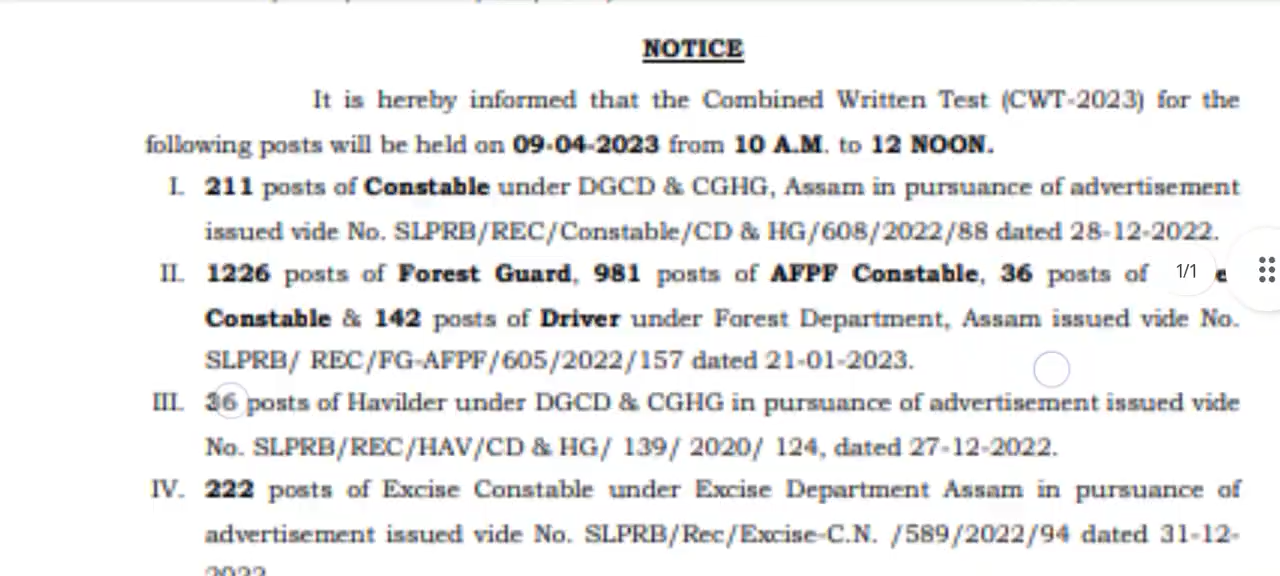 NOTICE
It is hereby informed that the Combined Written Test (CWT-2023) for the
following posts will be held on 09-04-2023 from 10 A.M. to 12 NOON.
I. 211 posts of Constable under DGCD & CGHG, Assam in pursuance of advertisement
issued vide No. SLPRB/REC/Constable/CD & HG/608/2022/88 dated 28-12-2022.
II. 1226 posts of Forest Guard, 981 posts of AFPF Constable, 36 posts of
1/1
Constable & 142 posts of Driver under Forest Department, Assam issued vide No.
SLPRB/ REC/FG-AFPF/605/2022/157 dated 21-01-2023.
III. 36 posts of Havilder under DGCD & CGHG in pursuance of advertisement issued vide
No. SLPRB/REC/HAV/CD & HG/ 139/ 2020/ 124, dated 27-12-2022.
IV. 222 posts of Excise Constable under Excise Department Assam in pursuance of
advertisement issued vide No. SLPRB/Rec/Excise-C.N. /589/2022/94 dated 31-12-